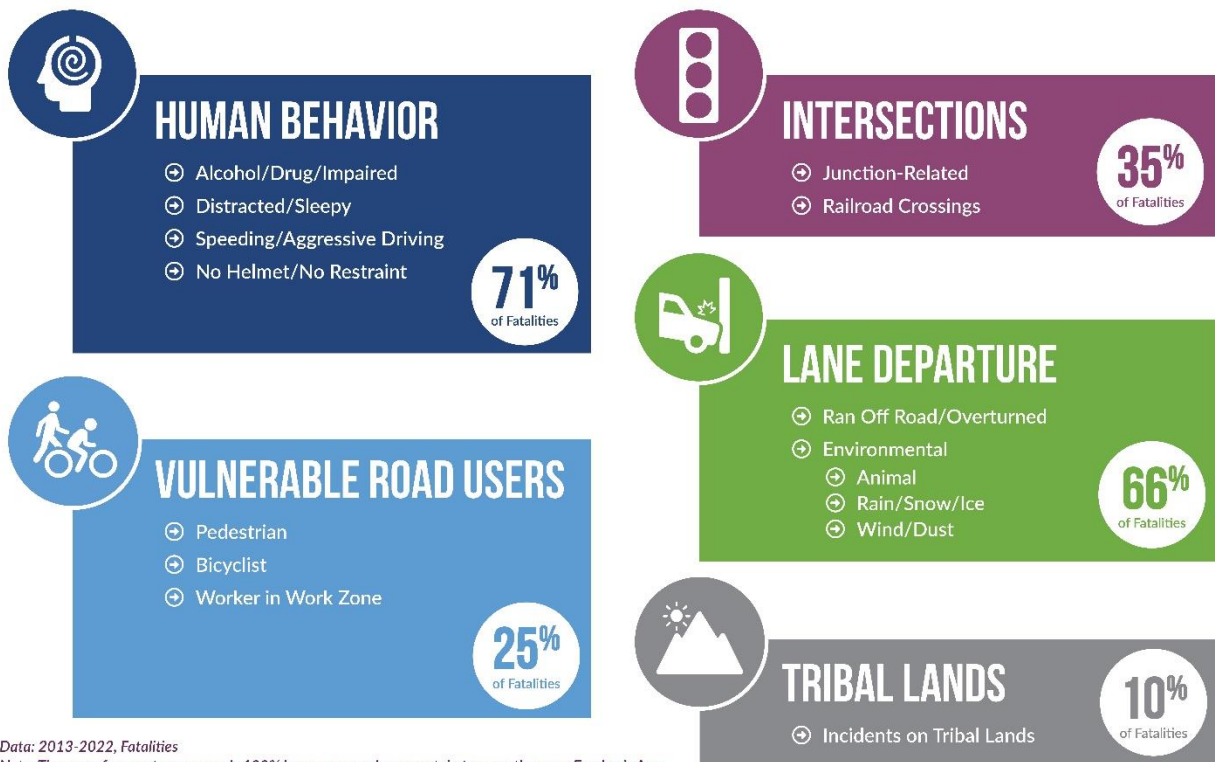 HUMAN BEHAVIOR
Alcohol/Drug/Impaired
Distracted/Sleepy
Speeding/Aggressive Driving
No Helmet/No Restraint
71%
of Fatalities
VULNERABLE ROAD USERS
Pedestrian
Bicyclist
Worker in Work Zone
25%
of Fatalities
INTERSECTIONS
Junction-Related
Railroad Crossings
35%
of Fatalities
LANE DEPARTURE
Ran Off Road/Overturned
Environmental
Animal
Rain/Snow/Ice
Wind/Dust
66%
of Fatalities
TRIBAL LANDS
Incidents on Tribal Lands
10%
of Fatalities
Data: 2013-2022, Fatalities